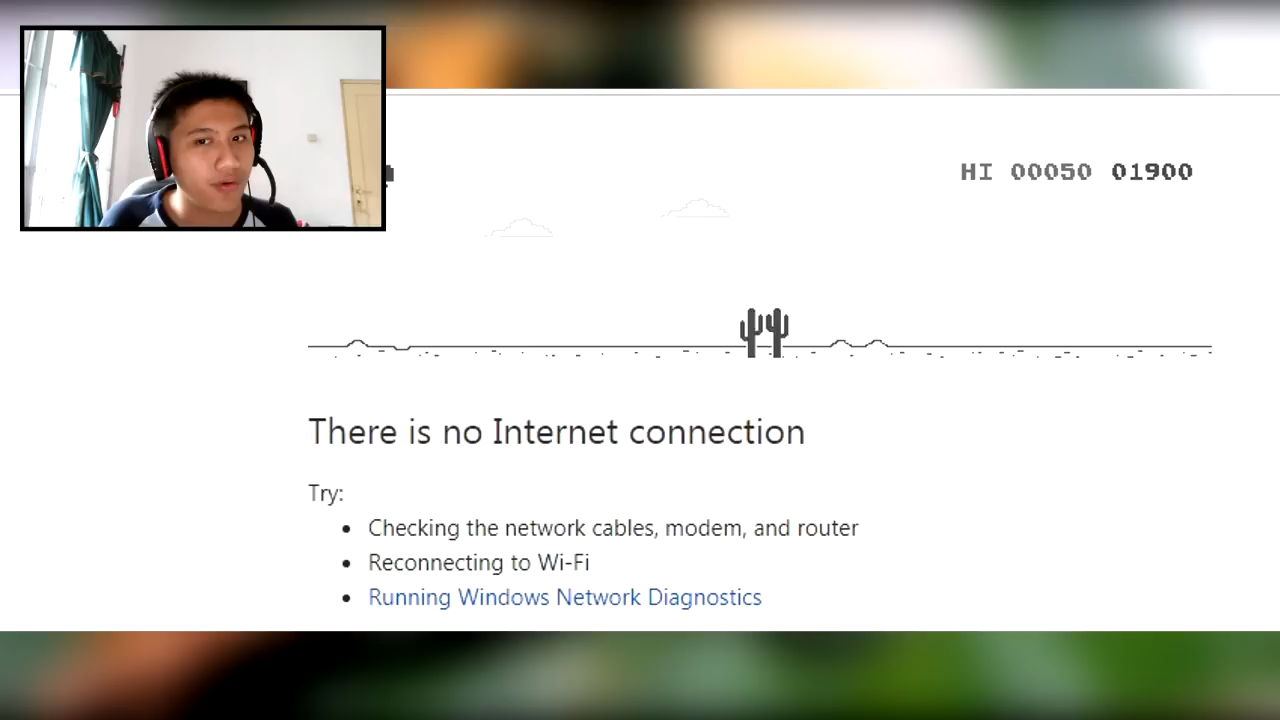 HI 00050 01900
There is no Internet connection
Try:
Checking the network cables, modem, and router
Reconnecting to Wi-Fi
Running Windows Network Diagnostics